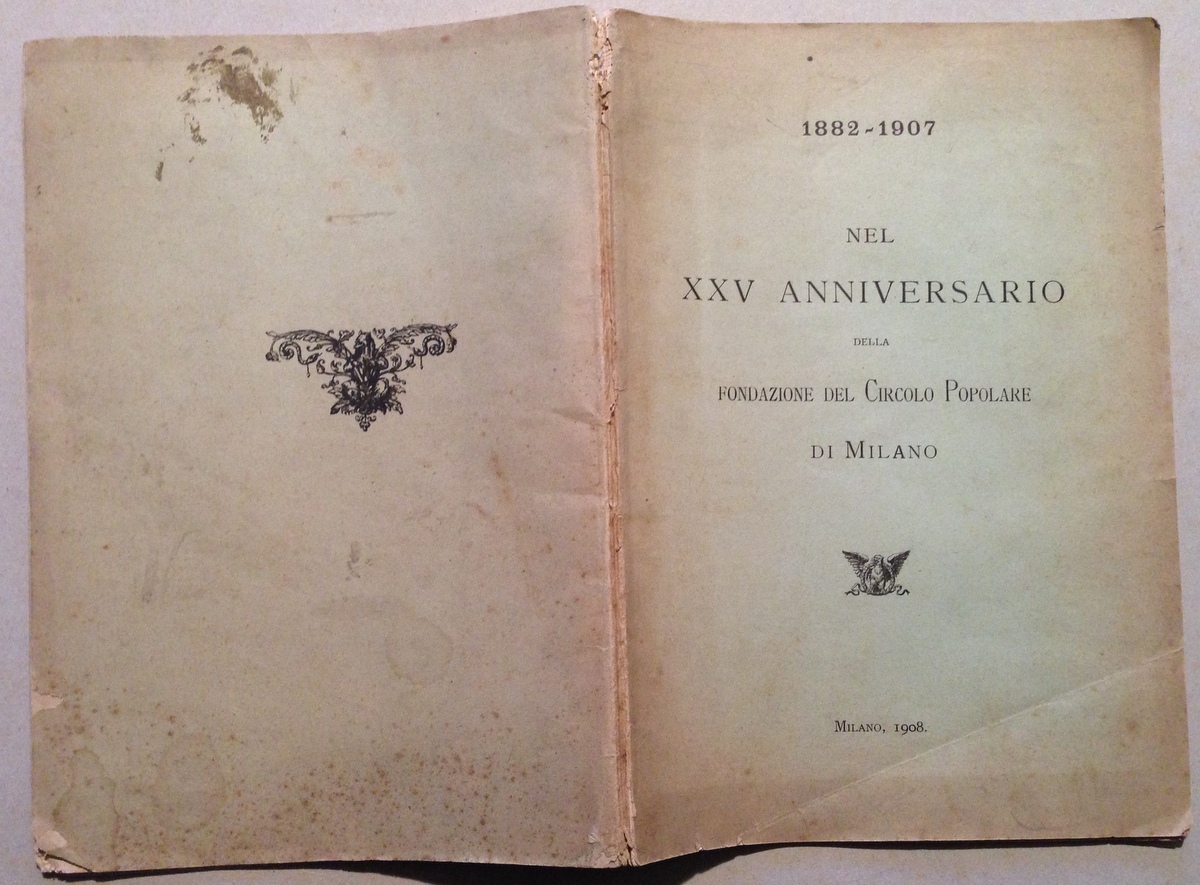 1882-1907
NEL
XXV ANNIVERSARIO
DELLA
FONDAZIONE DEL CIRCOLO POPOLARE
DI MILANO
MILANO, 1908.